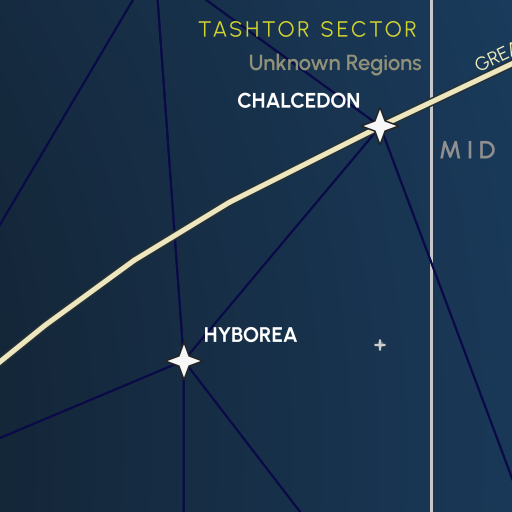 TASHTOR SECTOR
Unknown Regions
CHALCEDON
MID
HYBOREA